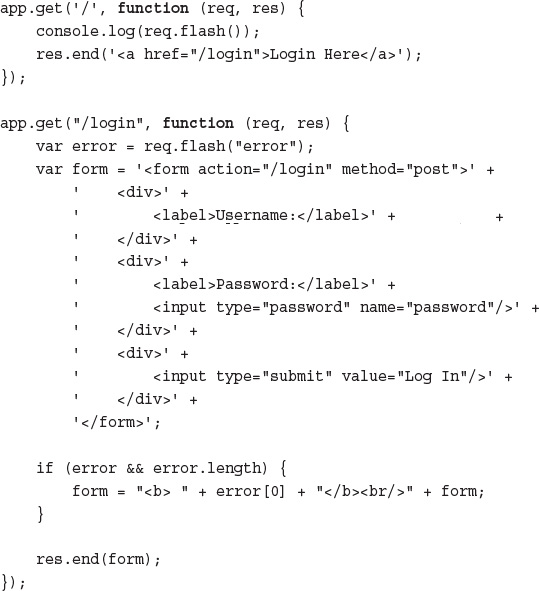 app.get('/', function (req, res) {
    console.log(req.flash());
    res.end('<a href="/login">Login Here</a>');
});

app.get("/login", function (req, res) {
    var error = req.flash("error");
    var form = '<form action="/login" method="post">' +
        '    <div>' +
        '        <label>Username:</label>' +           +
        '    </div>' +
        '    <div>' +
        '        <label>Password:</label>' +
        '        <input type="password" name="password"/>' +
        '    </div>' +
        '    <div>' +
        '        <input type="submit" value="Log In"/>' +
        '    </div>' +
        '</form>';

    if (error && error.length) {
        form = "<b> " + error[0] + "</b><br/>" + form;
    }

    res.end(form);
});